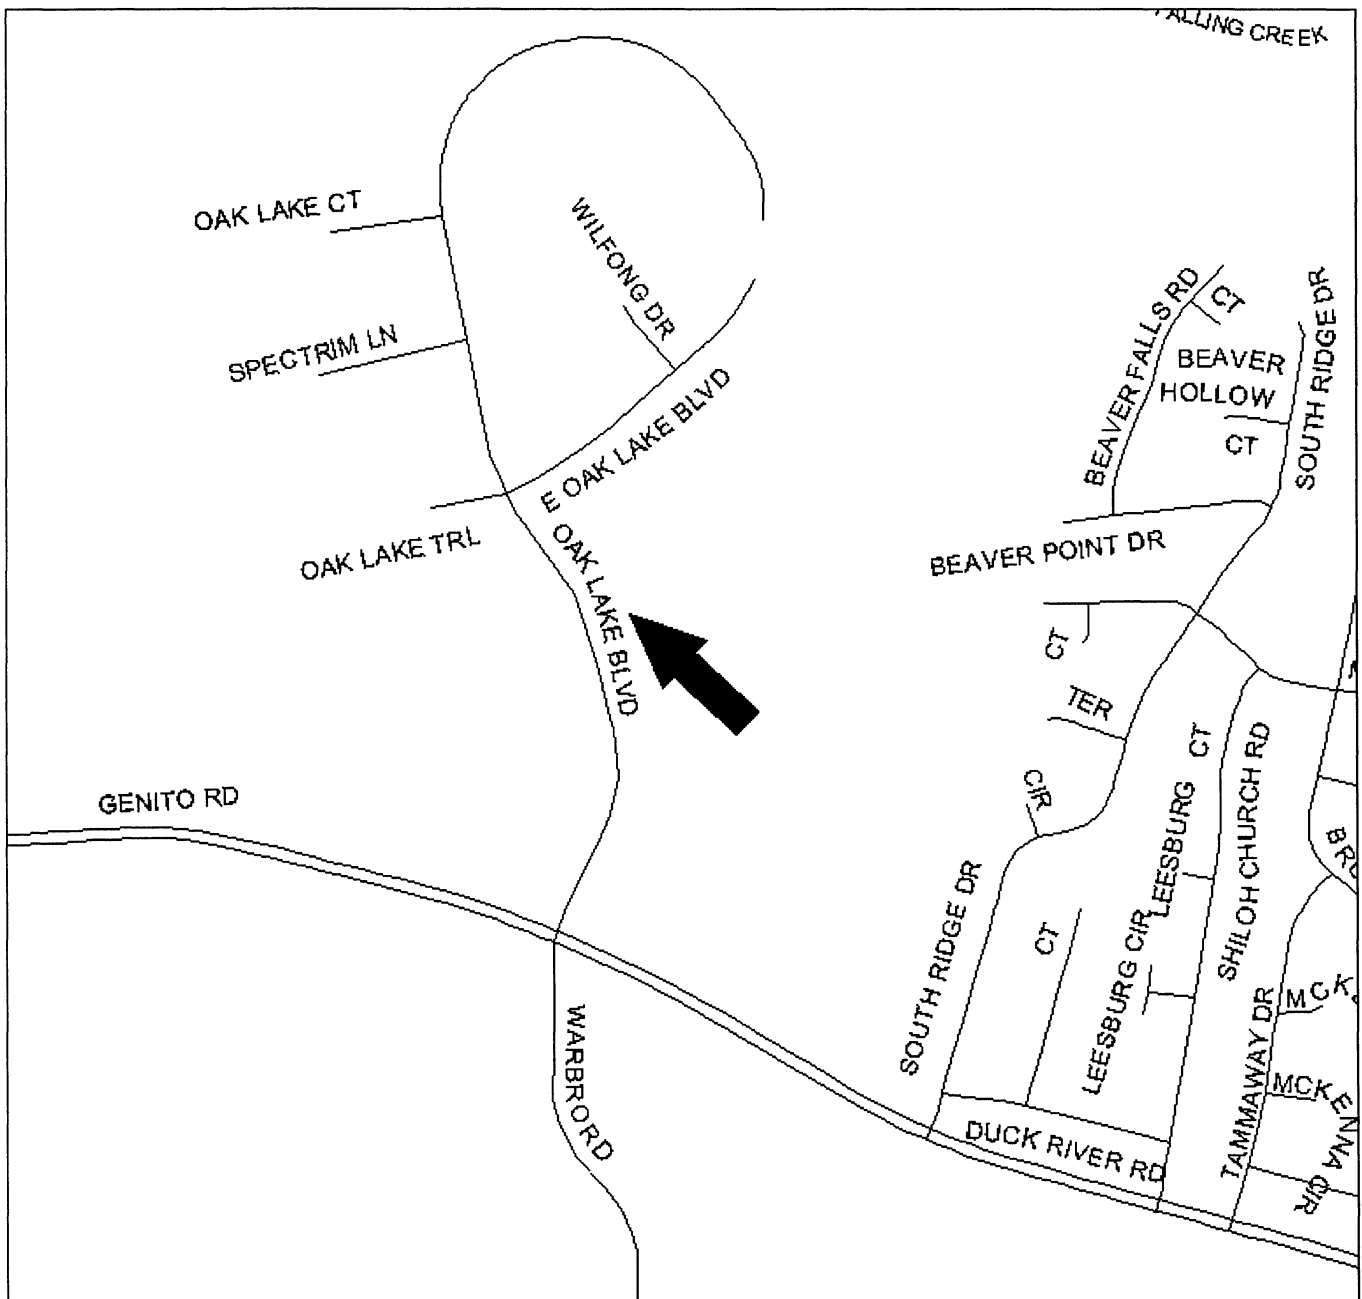 FALLING CREEK
OAK LAKE CT
WILFONG DR
SPECTRIM LN
E OAK LAKE BLVD
OAK LAKE TRL
OAK LAKE BLVD
BEAVER FALLS RD
CT
BEAVER
HOLLOW
CT
SOUTH RIDGE DR
BEAVER POINT DR
CT
TER
CIR
LEESBURG CT
SHILOH CHURCH RD
GENITO RD
SOUTH RIDGE DR
CT
LEESBURG CIR
TAMMAWAY DR
MCKENNA CIR
WARBRO RD
DUCK RIVER RD